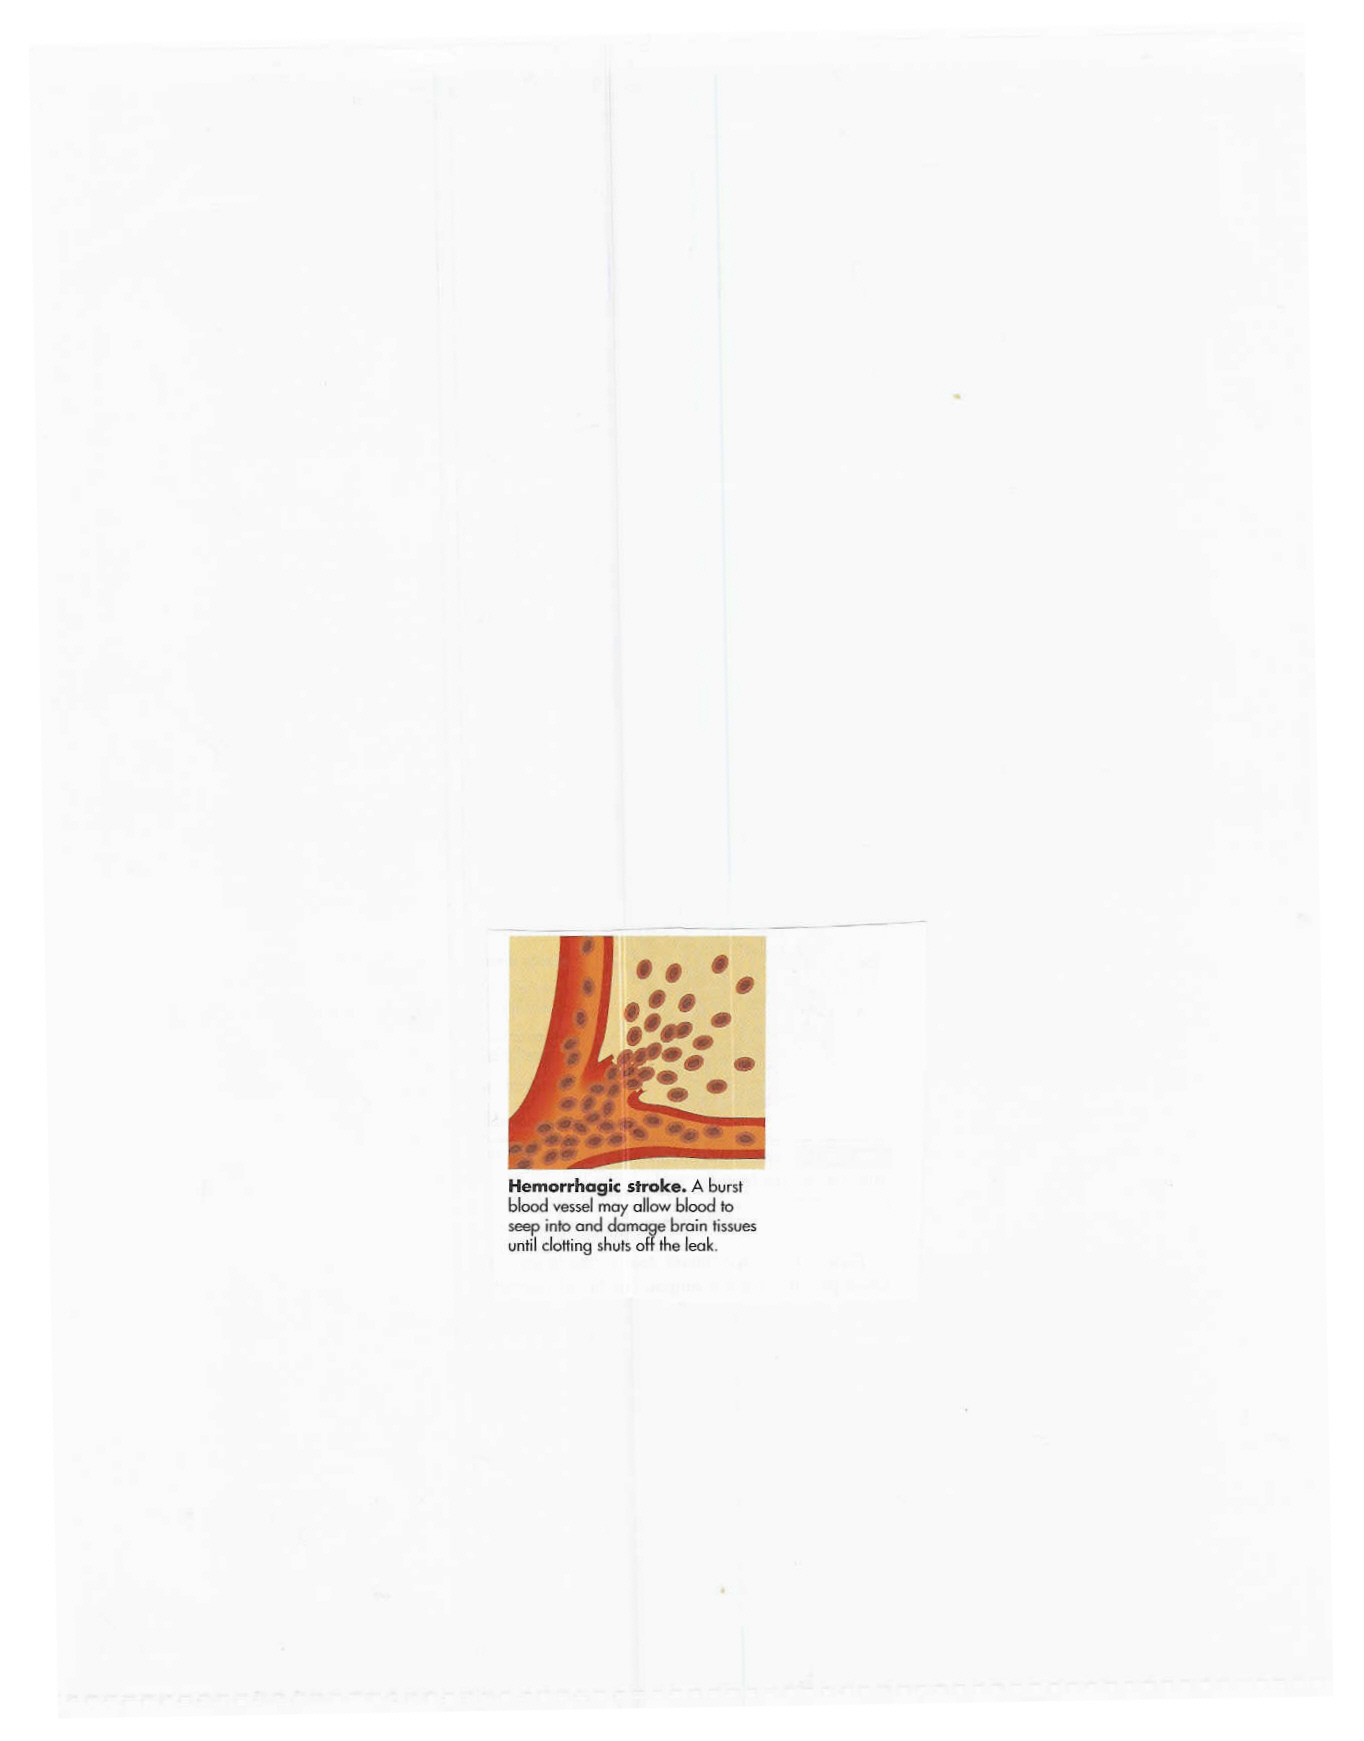 Hemorrhagic stroke. A burst
blood vessel may allow blood to
seep into and damage brain tissues
until clotting shuts off the leak.